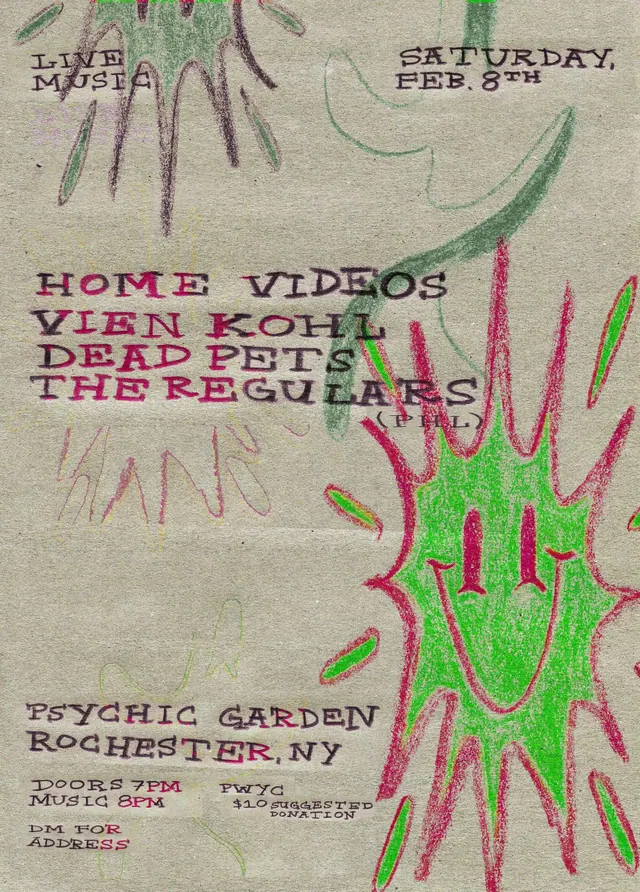 LIVE
MUSIC
SATURDAY,
FEB. 8TH
HOME VIDEOS
VIEN KOHL
DEAD PETS
THE REGULARS
(PHL)
PSYCHIC GARDEN
ROCHESTER, NY
DOORS 7PM
MUSIC 8PM
PWYC
$10 SUGGESTED
DONATION
DM FOR
ADDRESS